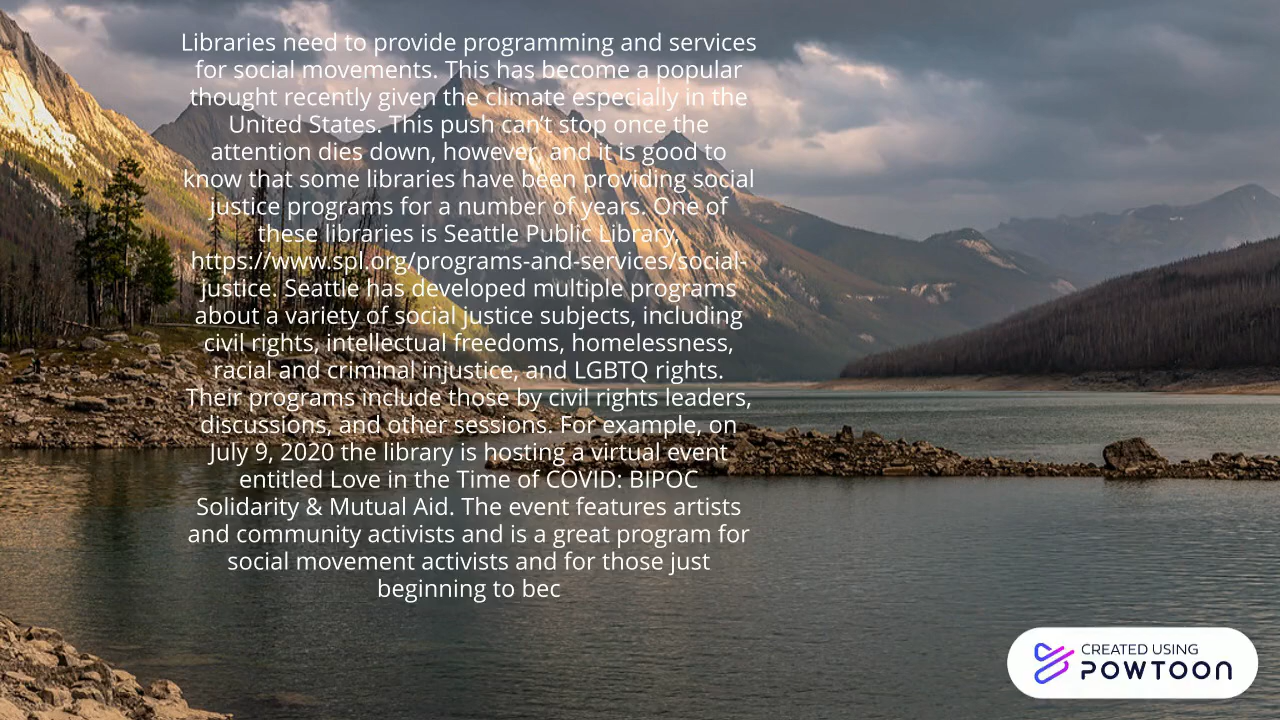 Libraries need to provide programming and services
for social movements. This has become a popular
thought recently given the climate especially in the
United States. This push can't stop once the
attention dies down, however, and it is good to
know that some libraries have been providing social
justice programs for a number of years. One of
these libraries is Seattle Public Library,
https://www.spl.org/programs-and-services/social-
justice. Seattle has developed multiple programs
about a variety of social justice subjects, including
civil rights, intellectual freedoms, homelessness,
racial and criminal injustice, and LGBTQ rights.
Their programs include those by civil rights leaders,
discussions, and other sessions. For example, on
July 9, 2020 the library is hosting a virtual event
entitled Love in the Time of COVID: BIPOC
Solidarity & Mutual Aid. The event features artists
and community activists and is a great program for
social movement activists and for those just
beginning to bec
CREATED USING
POWTOON